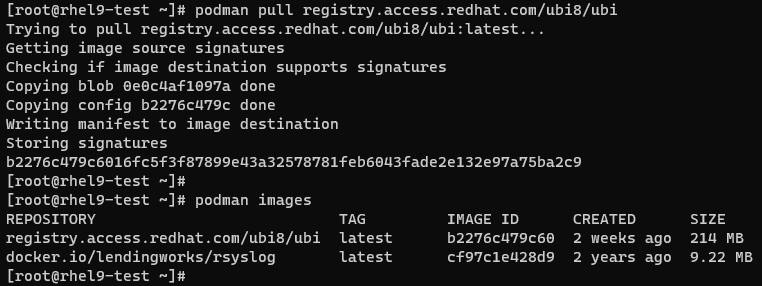 [root@rhel9-test ~]# podman pull registry.access.redhat.com/ubi8/ubi
Trying to pull registry.access.redhat.com/ubi8/ubi:latest...
Getting image source signatures
Checking if image destination supports signatures
Copying blob 0e0c4af1097a done
Copying config b2276c479c done
Writing manifest to image destination
Storing signatures
b2276c479c6016fc5f3f87899e43a32578781feb6043fade2e132e97a75ba2c9
[root@rhel9-test ~]#
[root@rhel9-test ~]# podman images
REPOSITORY                           TAG         IMAGE ID      CREATED      SIZE
registry.access.redhat.com/ubi8/ubi  latest      b2276c479c60  2 weeks ago  214 MB
docker.io/lendingworks/rsyslog       latest      cf97c1e428d9  2 years ago  9.22 MB
[root@rhel9-test ~]#